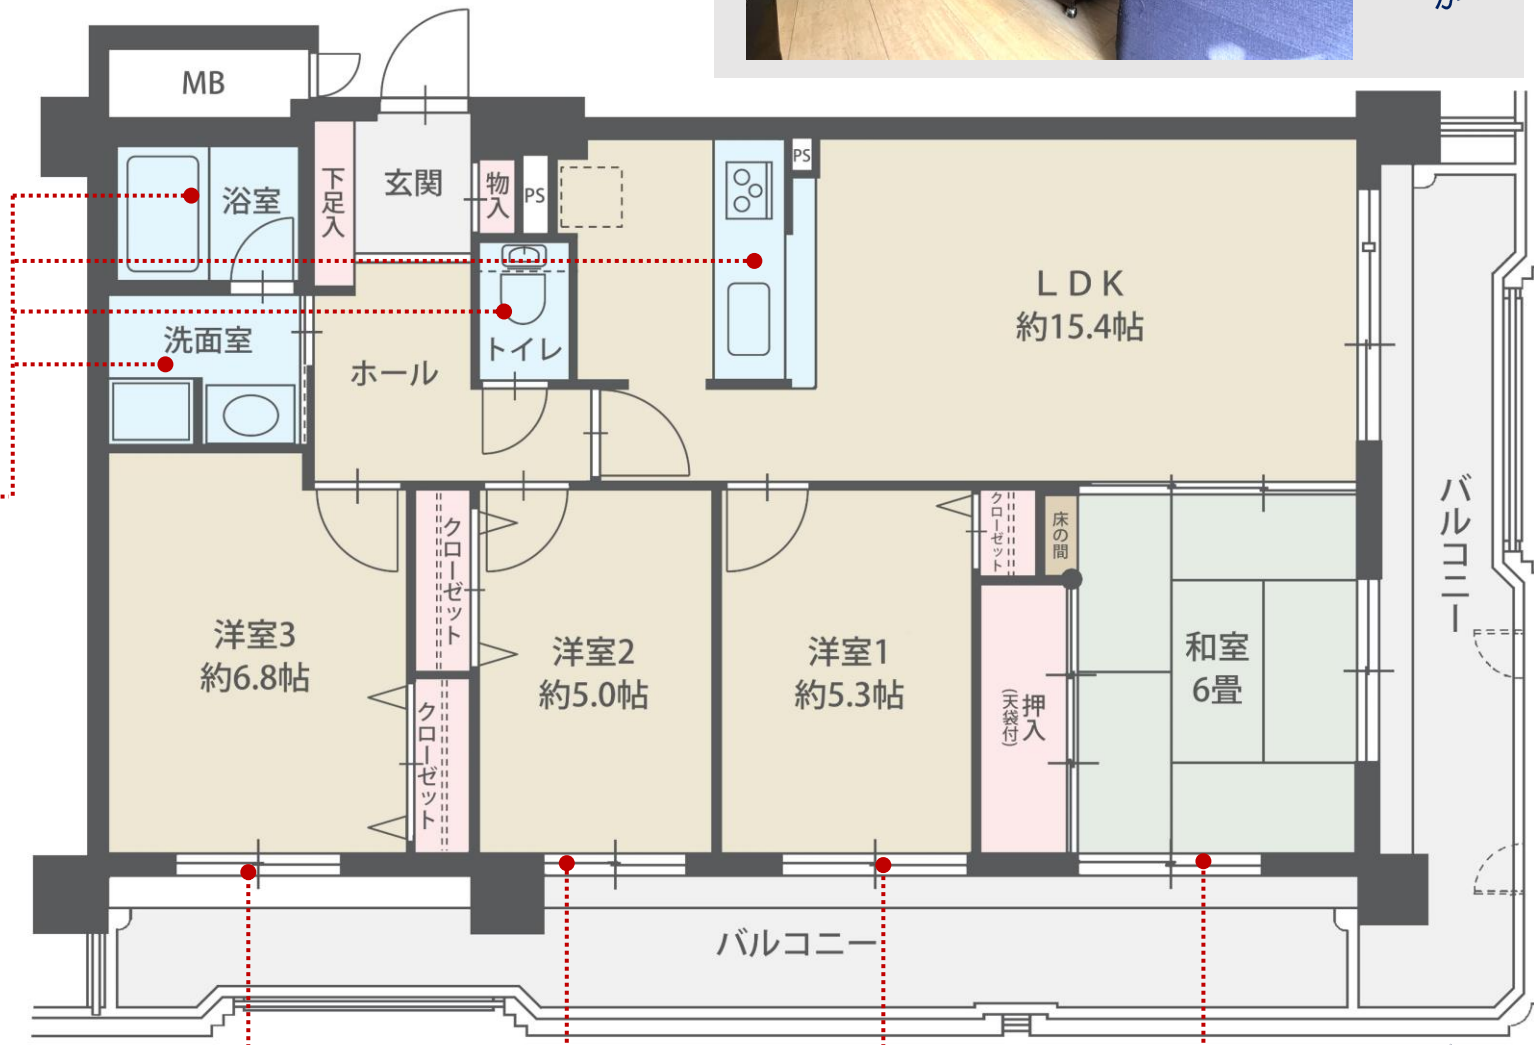 か
MB
浴室
下足入
玄関
物入
PS
PS
LDK
約15.4帖
洗面室
トイレ
ホール
バルコニー
クローゼット
クローゼット
床の間
洋室3
約6.8帖
洋室2
約5.0帖
洋室1
約5.3帖
和室
6畳
押入
(天袋付)
クローゼット
バルコニー